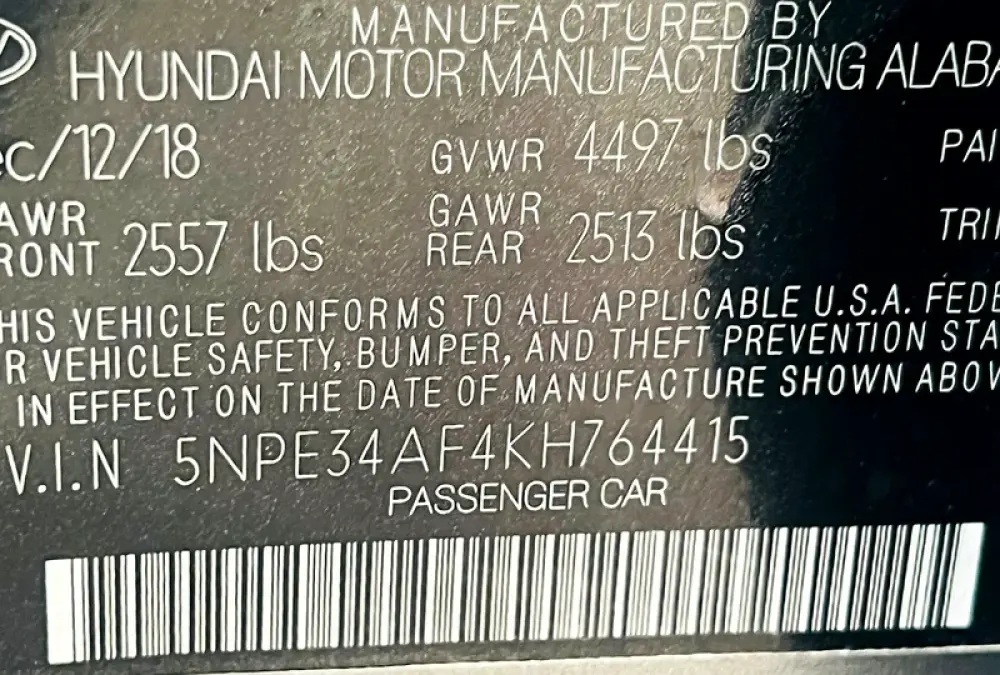 MANUFACTURED BY
HYUNDAI MOTOR MANUFACTURING ALABA
ec/12/18 GVWR 4497 lbs PAI
AWR FRONT 2557 lbs GAWR REAR 2513 lbs TRI
HIS VEHICLE CONFORMS TO ALL APPLICABLE U.S.A. FEDE
R VEHICLE SAFETY, BUMPER, AND THEFT PREVENTION STA
IN EFFECT ON THE DATE OF MANUFACTURE SHOWN ABOV
V.I.N 5NPE34AF4KH764415
PASSENGER CAR